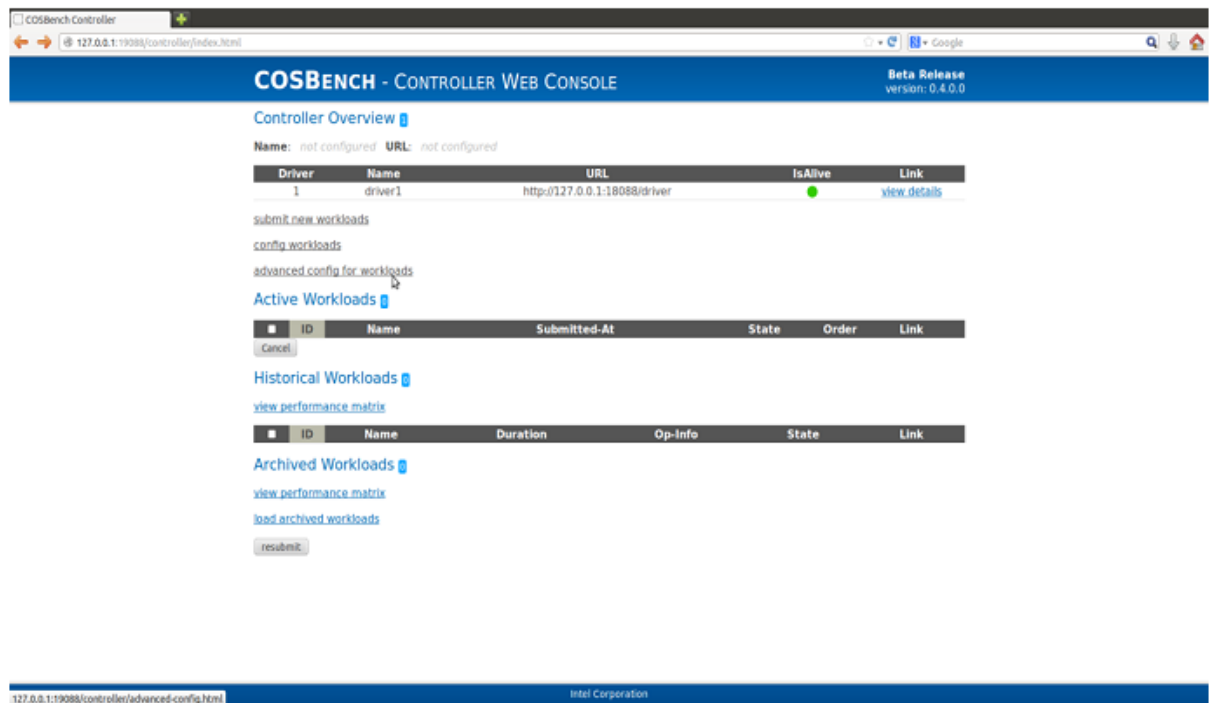 COSBench Controller
127.0.0.1:19088/controller/index.html
Google
COSBENCH - CONTROLLER WEB CONSOLE
Beta Release
version: 0.4.0.0
Controller Overview 1
Name: not configured URL: not configured
Driver Name URL IsAlive Link
1 driver1 http://127.0.0.1:18088/driver view details
submit new workloads
config workloads
advanced config for workloads
Active Workloads 0
ID Name Submitted-At State Order Link
Cancel
Historical Workloads 0
view performance matrix
ID Name Duration Op-Info State Link
Archived Workloads 0
view performance matrix
load archived workloads
resubmit
Intel Corporation
127.0.0.1:19088/controller/advanced-config.html